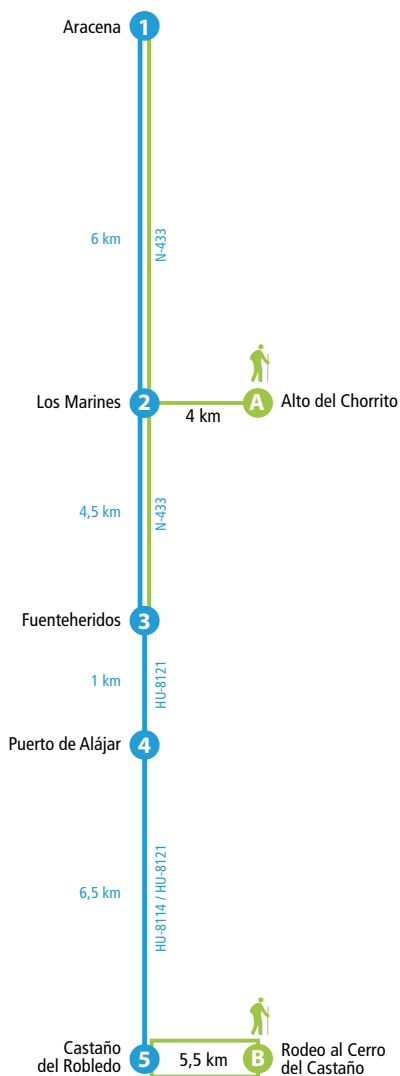 Aracena
1
6 km
N-433
Los Marines
2
4 km
A
Alto del Chorrito
4,5 km
N-433
Fuenteheridos
3
1 km
HU-8121
Puerto de Alájar
4
6,5 km
HU-8114 / HU-8121
Castaño
del Robledo
5
5,5 km
B
Rodeo al Cerro
del Castaño